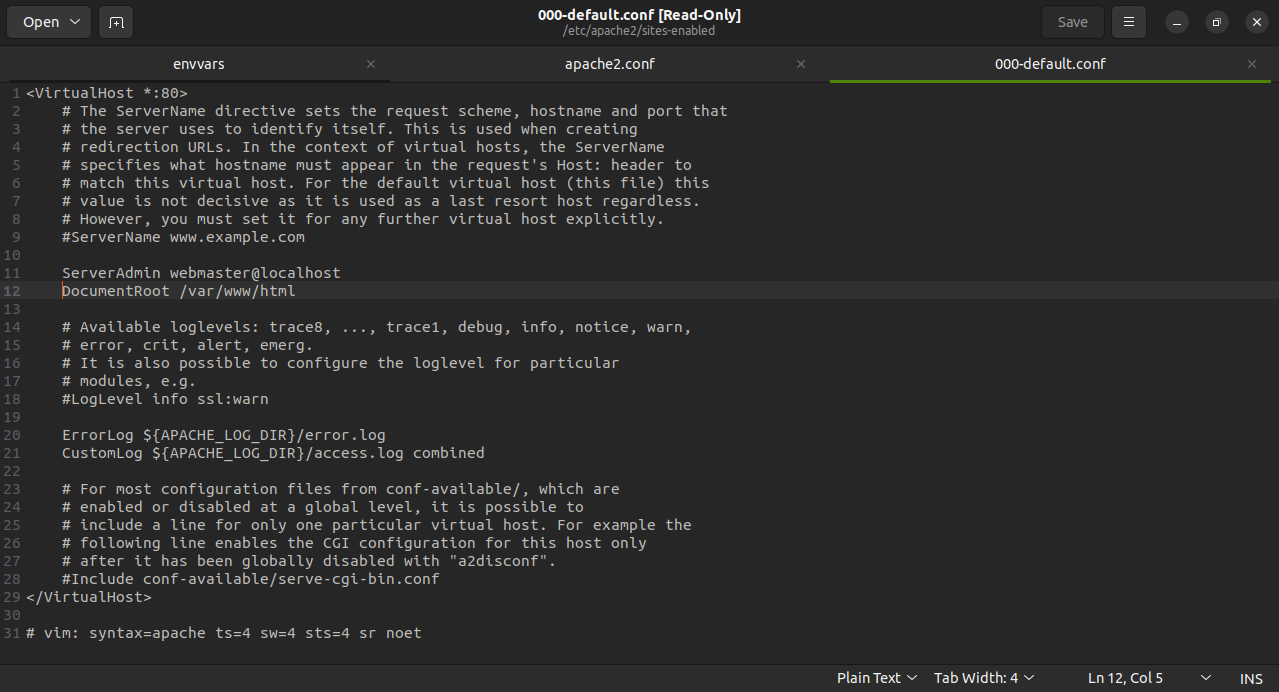 Open
000-default.conf [Read-Only]
/etc/apache2/sites-enabled
Save
envvars
apache2.conf
000-default.conf
1 <VirtualHost *:80>
2 # The ServerName directive sets the request scheme, hostname and port that
3 # the server uses to identify itself. This is used when creating
4 # redirection URLs. In the context of virtual hosts, the ServerName
5 # specifies what hostname must appear in the request's Host: header to
6 # match this virtual host. For the default virtual host (this file) this
7 # value is not decisive as it is used as a last resort host regardless.
8 # However, you must set it for any further virtual host explicitly.
9 #ServerName www.example.com
10
11 ServerAdmin webmaster@localhost
12 DocumentRoot /var/www/html
13
14 # Available loglevels: trace8, ..., trace1, debug, info, notice, warn,
15 # error, crit, alert, emerg.
16 # It is also possible to configure the loglevel for particular
17 # modules, e.g.
18 #LogLevel info ssl:warn
19
20 ErrorLog ${APACHE_LOG_DIR}/error.log
21 CustomLog ${APACHE_LOG_DIR}/access.log combined
22
23 # For most configuration files from conf-available/, which are
24 # enabled or disabled at a global level, it is possible to
25 # include a line for only one particular virtual host. For example the
26 # following line enables the CGI configuration for this host only
27 # after it has been globally disabled with "a2disconf".
28 #Include conf-available/serve-cgi-bin.conf
29 </VirtualHost>
30
31 # vim: syntax=apache ts=4 sw=4 sts=4 sr noet
Plain Text Tab Width: 4 Ln 12, Col 5 INS